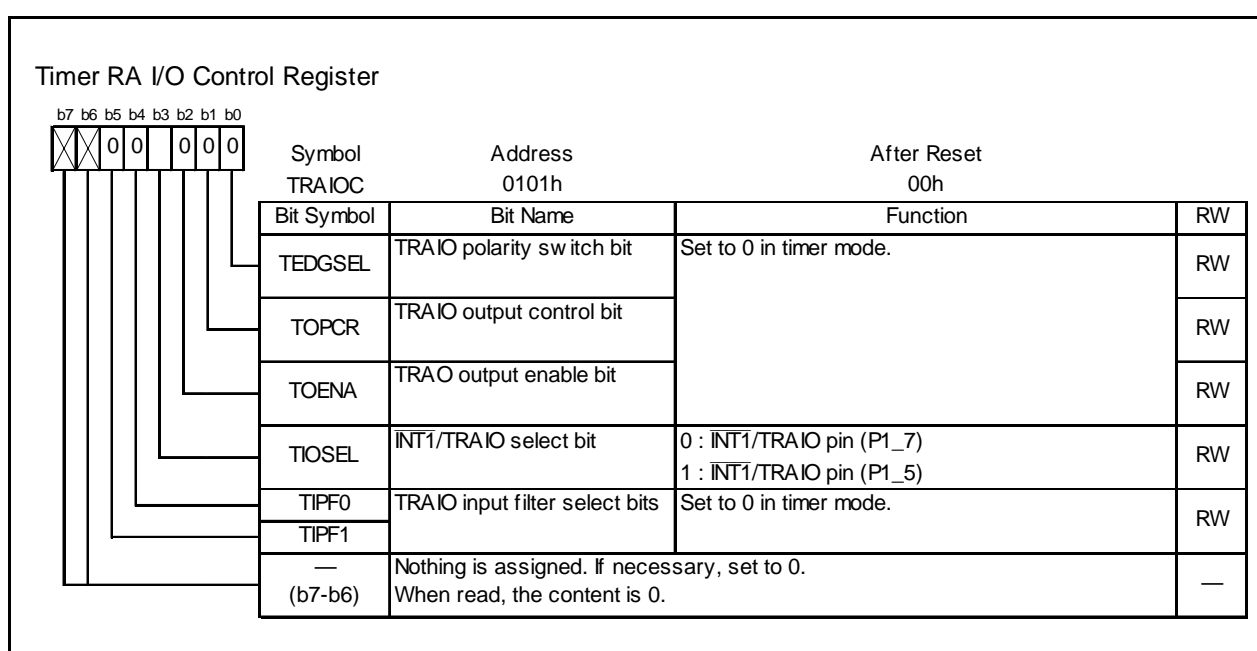 Timer RA I/O Control Register
b7 b6 b5 b4 b3 b2 b1 b0
0 0 0 0 0
Symbol Address After Reset
TRAIOC 0101h 00h
Bit Symbol Bit Name Function RW
TEDGSEL TRAIO polarity switch bit Set to 0 in timer mode. RW
TOPCR TRAIO output control bit RW
TOENA TRAO output enable bit RW
TIOSEL INT1/TRAIO select bit 0 : INT1/TRAIO pin (P1_7) RW
1 : INT1/TRAIO pin (P1_5)
TIPF0 TRAIO input filter select bits Set to 0 in timer mode. RW
TIPF1
— Nothing is assigned. If necessary, set to 0. —
(b7-b6) When read, the content is 0.